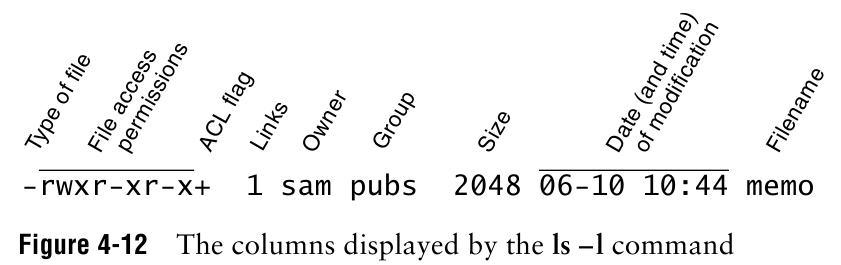 Type of file
File access
permissions
ACL flag
Links
Owner
Group
Size
Date (and time)
of modification
Filename
-rwxr-xr-x+ 1 sam pubs 2048 06-10 10:44 memo
Figure 4-12 The columns displayed by the ls –l command